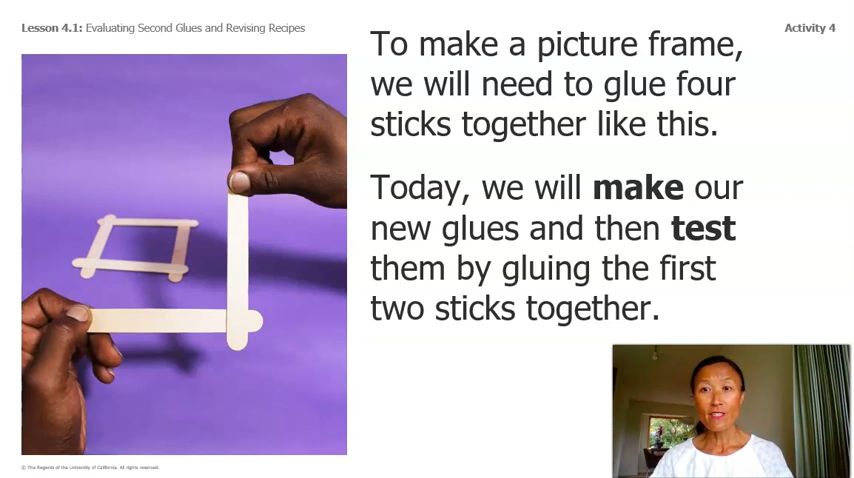 Lesson 4.1: Evaluating Second Glues and Revising Recipes
Activity 4
To make a picture frame,
we will need to glue four
sticks together like this.
Today, we will make our
new glues and then test
them by gluing the first
two sticks together.
© The Regents of the University of California. All rights reserved.